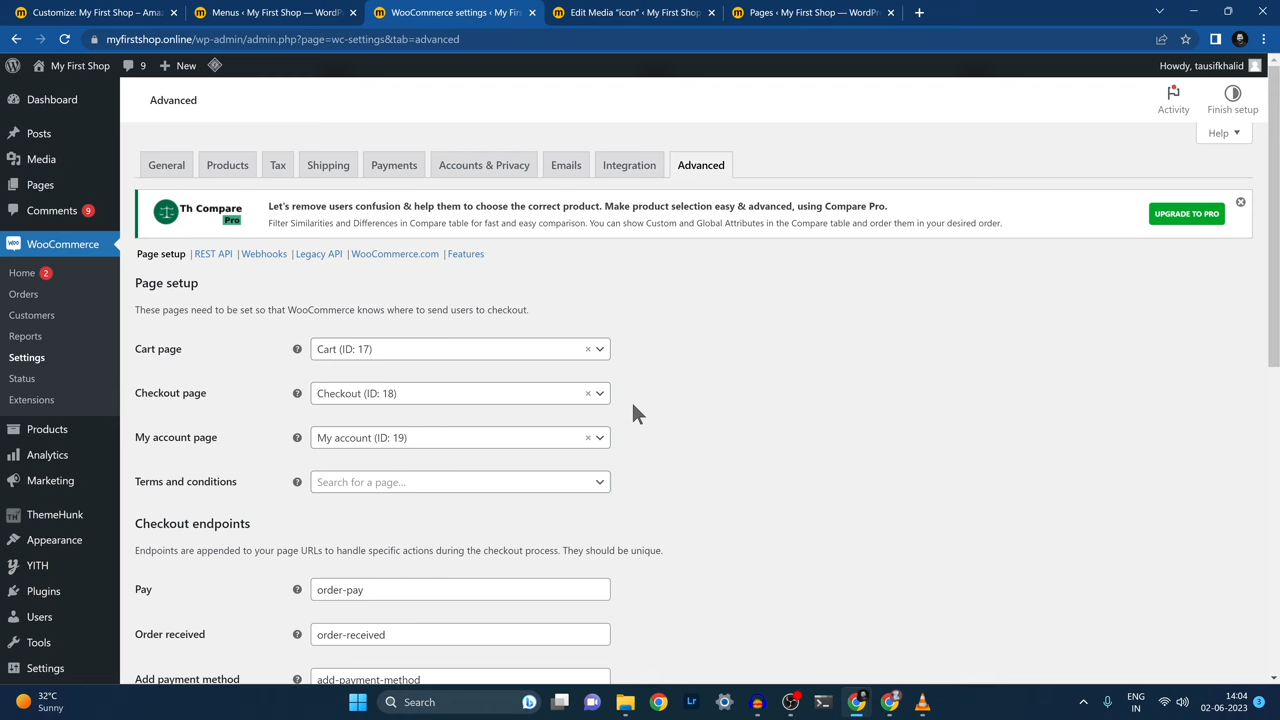 Customize: My First Shop - Amaz
Menus ‹ My First Shop — WordP
WooCommerce settings ‹ My Firs
Edit Media "icon" ‹ My First Shop
Pages ‹ My First Shop — WordPre
myfirstshop.online/wp-admin/admin.php?page=wc-settings&tab=advanced
My First Shop
9
New
Howdy, tausifkhalid
Dashboard
Posts
Media
Pages
Comments 9
WooCommerce
Home 2
Orders
Customers
Reports
Settings
Status
Extensions
Products
Analytics
Marketing
ThemeHunk
Appearance
YITH
Plugins
Users
Tools
Settings
Advanced
Activity
Finish setup
Help
General
Products
Tax
Shipping
Payments
Accounts & Privacy
Emails
Integration
Advanced
Th Compare
Pro
Let's remove users confusion & help them to choose the correct product. Make product selection easy & advanced, using Compare Pro.
Filter Similarities and Differences in Compare table for fast and easy comparison. You can show Custom and Global Attributes in the Compare table and order them in your desired order.
UPGRADE TO PRO
Page setup | REST API | Webhooks | Legacy API | WooCommerce.com | Features
Page setup
These pages need to be set so that WooCommerce knows where to send users to checkout.
Cart page
Cart (ID: 17)
Checkout page
Checkout (ID: 18)
My account page
My account (ID: 19)
Terms and conditions
Search for a page...
Checkout endpoints
Endpoints are appended to your page URLs to handle specific actions during the checkout process. They should be unique.
Pay
order-pay
Order received
order-received
Add payment method
add-payment-method
32°C
Sunny
Search
Lr
ENG
IN
14:04
02-06-2023
3